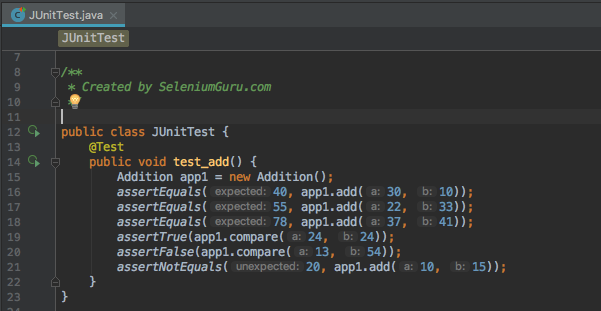 JUnitTest.java ×
JUnitTest
7
8 /**
9 * Created by SeleniumGuru.com
10
11
12 public class JUnitTest {
13 @Test
14 public void test_add() {
15 Addition app1 = new Addition();
16 assertEquals( expected: 40, app1.add( a: 30, b: 10));
17 assertEquals( expected: 55, app1.add( a: 22, b: 33));
18 assertEquals( expected: 78, app1.add( a: 37, b: 41));
19 assertTrue(app1.compare( a: 24, b: 24));
20 assertFalse(app1.compare( a: 13, b: 54));
21 assertNotEquals( unexpected: 20, app1.add( a: 10, b: 15));
22 }
23 }